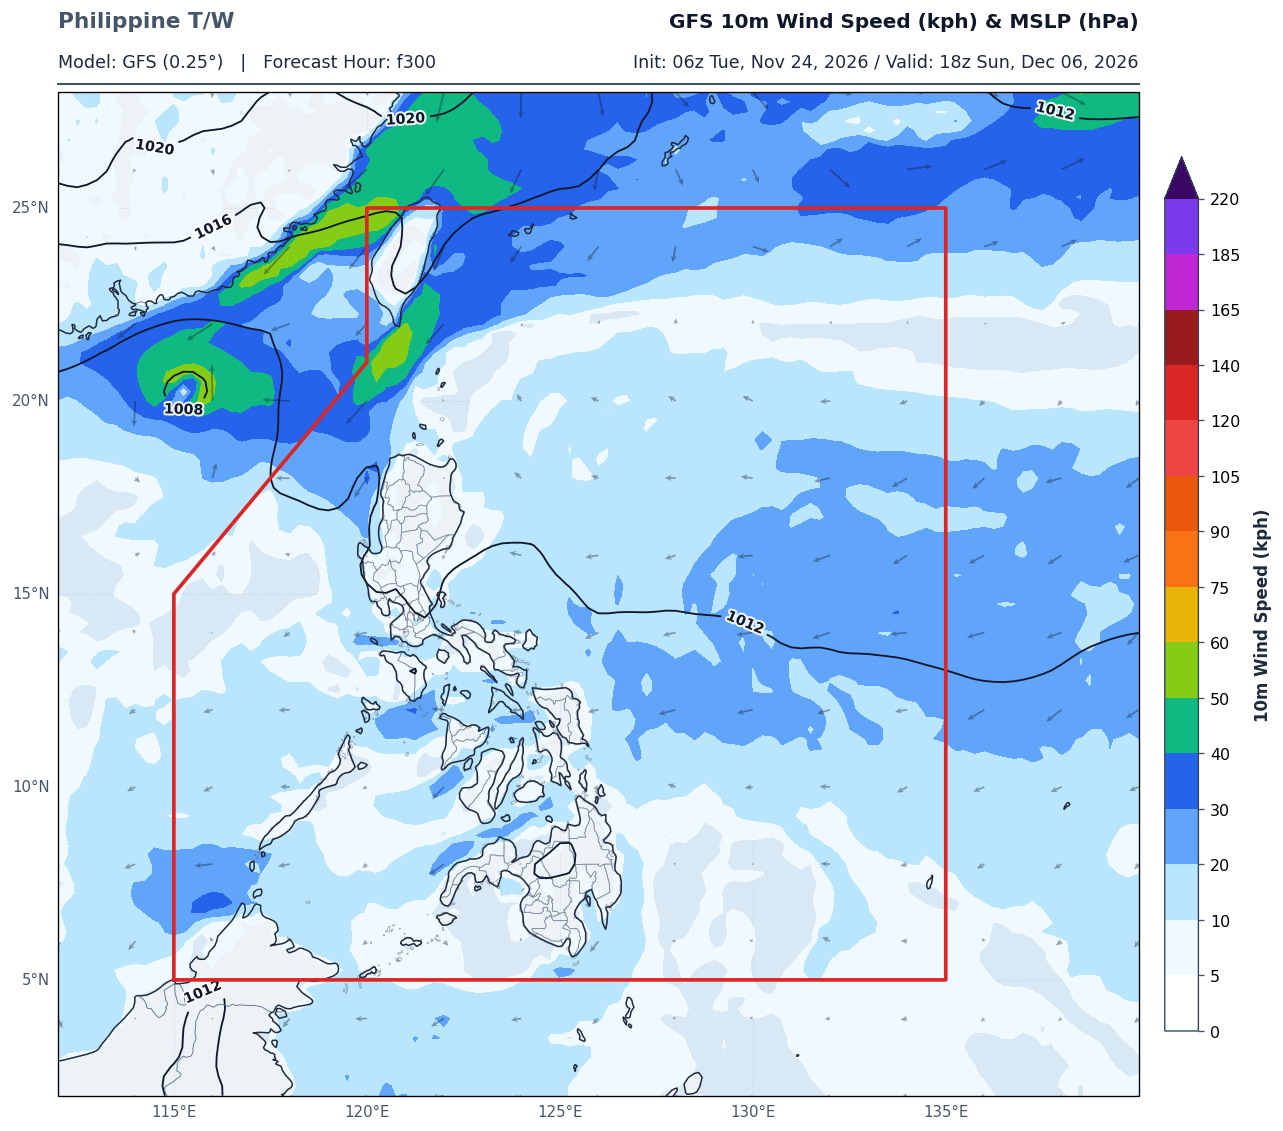 Philippine T/W
GFS 10m Wind Speed (kph) & MSLP (hPa)
Model: GFS (0.25°)   |   Forecast Hour: f300
Init: 06z Tue, Nov 24, 2026 / Valid: 18z Sun, Dec 06, 2026
1020
1020
1012
1016
1008
1012
1012
25°N
20°N
15°N
10°N
5°N
115°E
120°E
125°E
130°E
135°E
220
185
165
140
120
105
90
75
60
50
40
30
20
10
5
0
10m Wind Speed (kph)